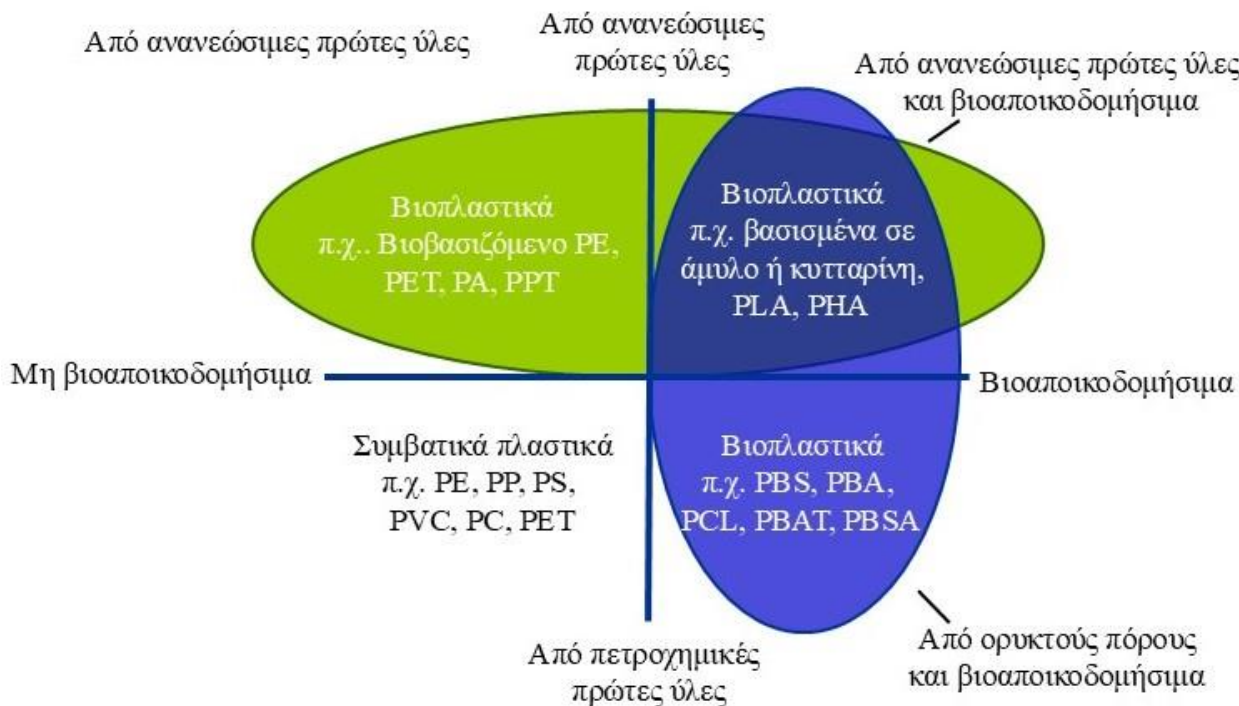 Από ανανεώσιμες πρώτες ύλες
Από ανανεώσιμες
πρώτες ύλες
Από ανανεώσιμες πρώτες ύλες
και βιοαποικοδομήσιμα
Βιοπλαστικά
π.χ.. Βιοβασιζόμενο PE,
PET, PA, PPT
Βιοπλαστικά
π.χ. βασισμένα σε
άμυλο ή κυτταρίνη,
PLA, PHA
Μη βιοαποικοδομήσιμα
Βιοαποικοδομήσιμα
Συμβατικά πλαστικά
π.χ. PE, PP, PS,
PVC, PC, PET
Βιοπλαστικά
π.χ. PBS, PBA,
PCL, PBAT, PBSA
Από πετροχημικές
πρώτες ύλες
Από ορυκτούς πόρους
και βιοαποικοδομήσιμα